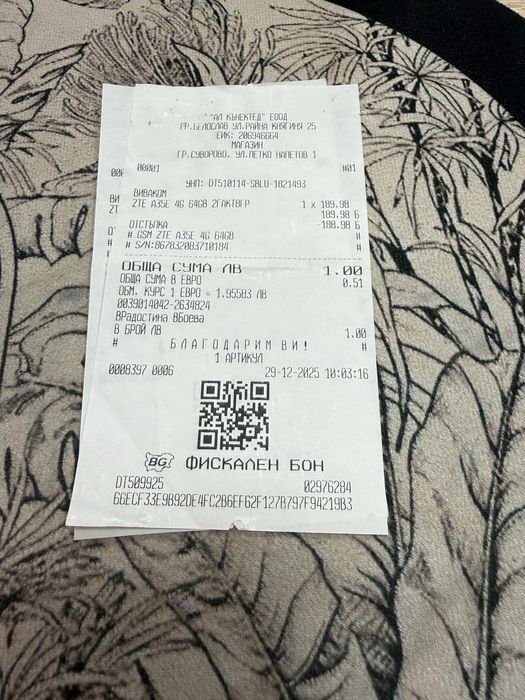 "АЛ КЪНЕКТЕД" ЕООД
ГР.БЕЛОСЛАВ УЛ.РАЙНА КНЯГИНЯ 25
ЕИК: 206946664
МАГАЗИН
ГР.СУВОРОВО. УЛ.ПЕТКО НАПЕТОВ 1
00001 #01
УНП: DT510114-SBLU-1821493
ВИВАКОМ
ZTE A35E 4G 64GB 2ГАКТ8ГР 1 x 189.98
189.98 Б
ОТСТЪПКА -188.98 Б
# GSM ZTE A35E 4G 64GB #
# S/N:867832083710184 #
ОБЩА СУМА ЛВ 1.00
ОБЩА СУМА В ЕВРО 0.51
ОБМ. КУРС 1 ЕВРО = 1.95583 ЛВ
0039014042-2634824
ВРадостина ВБоева
В БРОЙ ЛВ 1.00
# БЛАГОДАРИМ ВИ! #
1 АРТИКУЛ
0008397 0006 29-12-2025 10:03:16
BG ФИСКАЛЕН БОН
DT509925 02976284
66ECF33E9B92DE4FC2B6EF62F127B797F94219B3